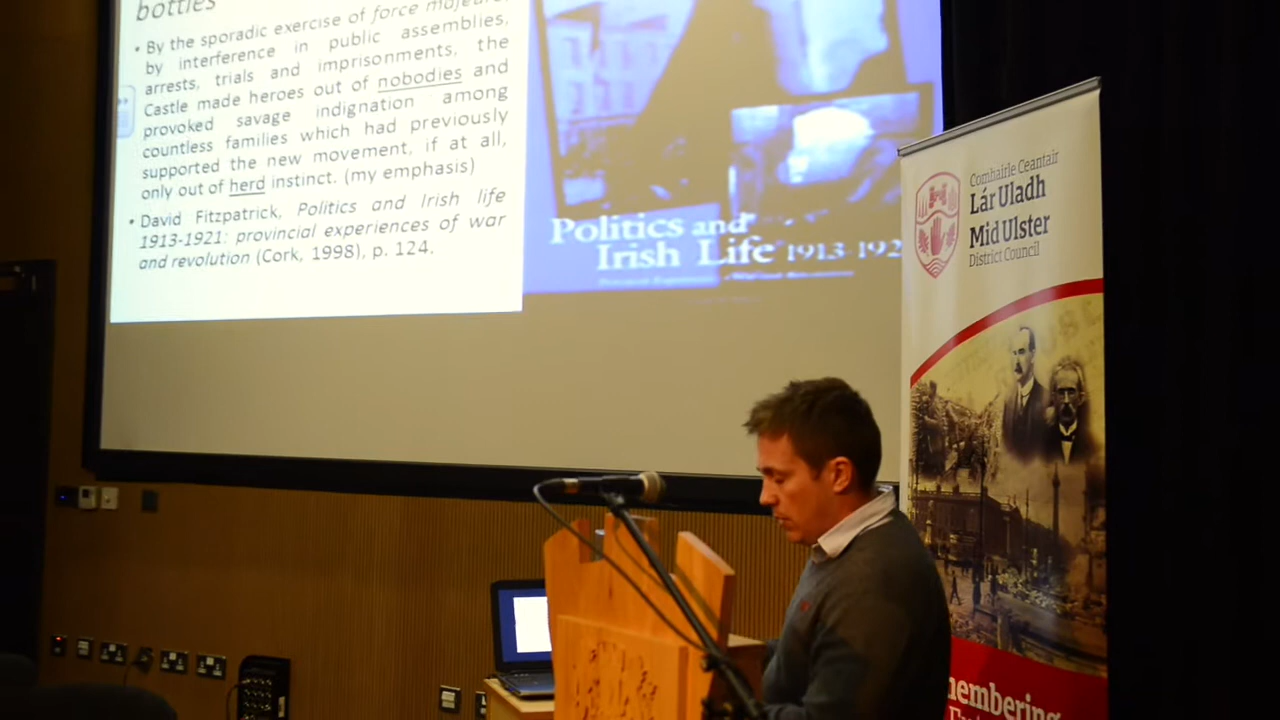 bottles
• By the sporadic exercise of force majeure,
by interference in public assemblies,
arrests, trials and imprisonments, the
Castle made heroes out of nobodies and
provoked savage indignation among
countless families which had previously
supported the new movement, if at all,
only out of herd instinct. (my emphasis)
• David Fitzpatrick, Politics and Irish life
1913-1921: provincial experiences of war
and revolution (Cork, 1998), p. 124.
Politics and
Irish Life 1913-192
Comhairle Ceantair
Lár Uladh
Mid Ulster
District Council
embering